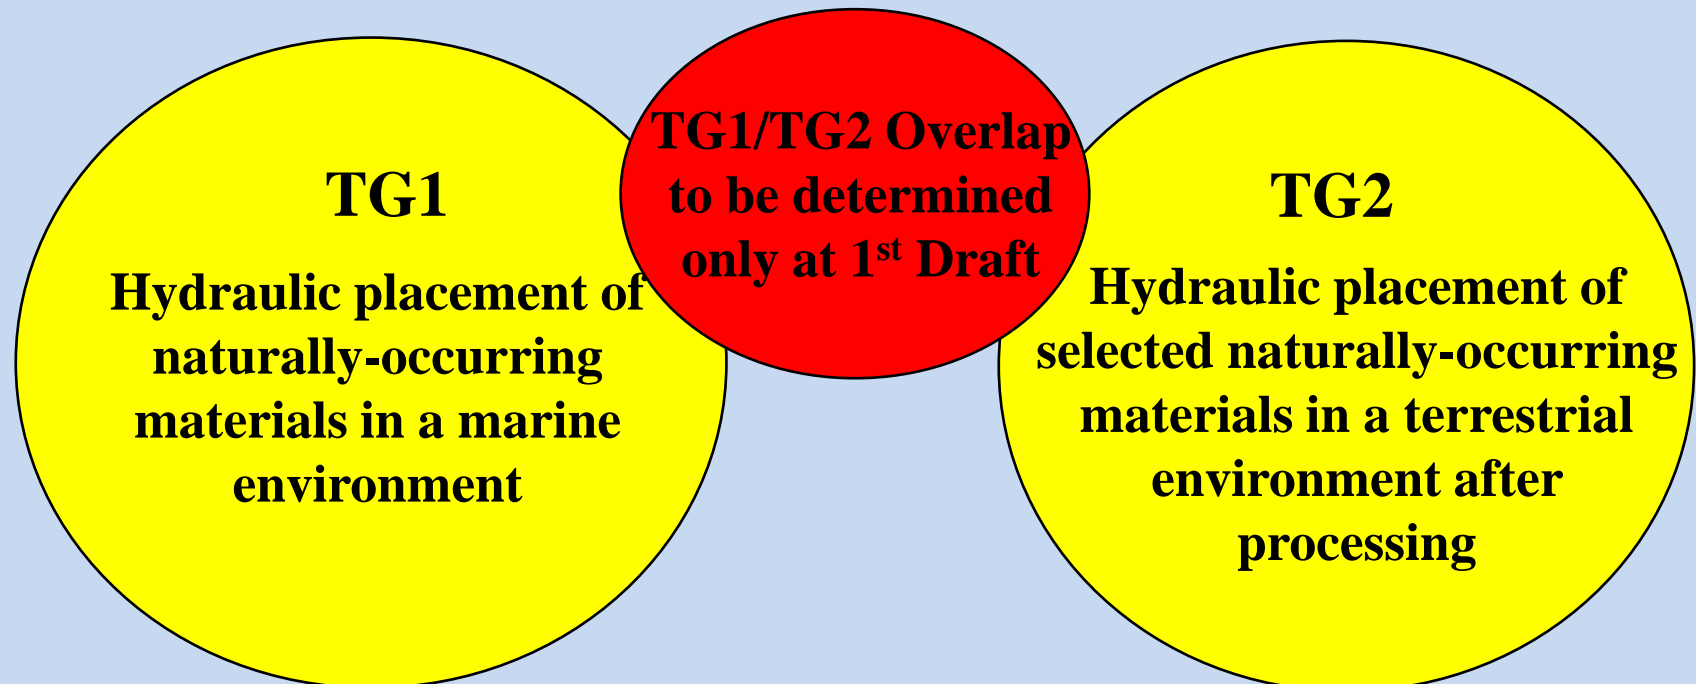 TG1
Hydraulic placement of
naturally-occurring
materials in a marine
environment
TG1/TG2 Overlap
to be determined
only at 1st Draft
TG2
Hydraulic placement of
selected naturally-occurring
materials in a terrestrial
environment after
processing